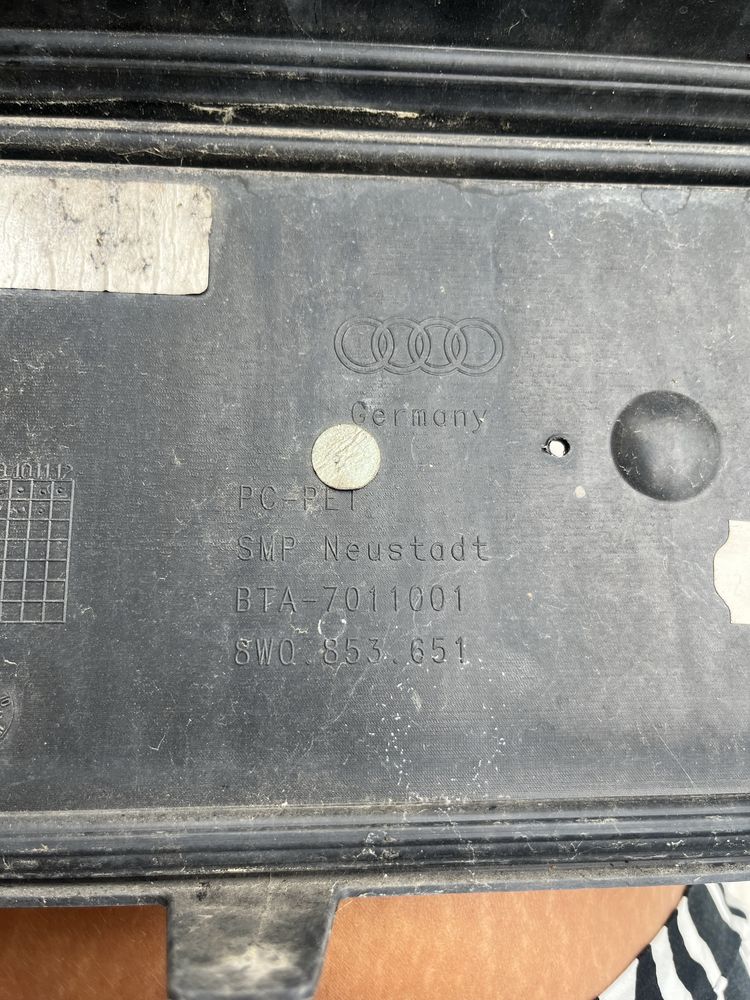 Germany
PC-PET
SMP Neustadt
BTA-7011001
8W0.853.651